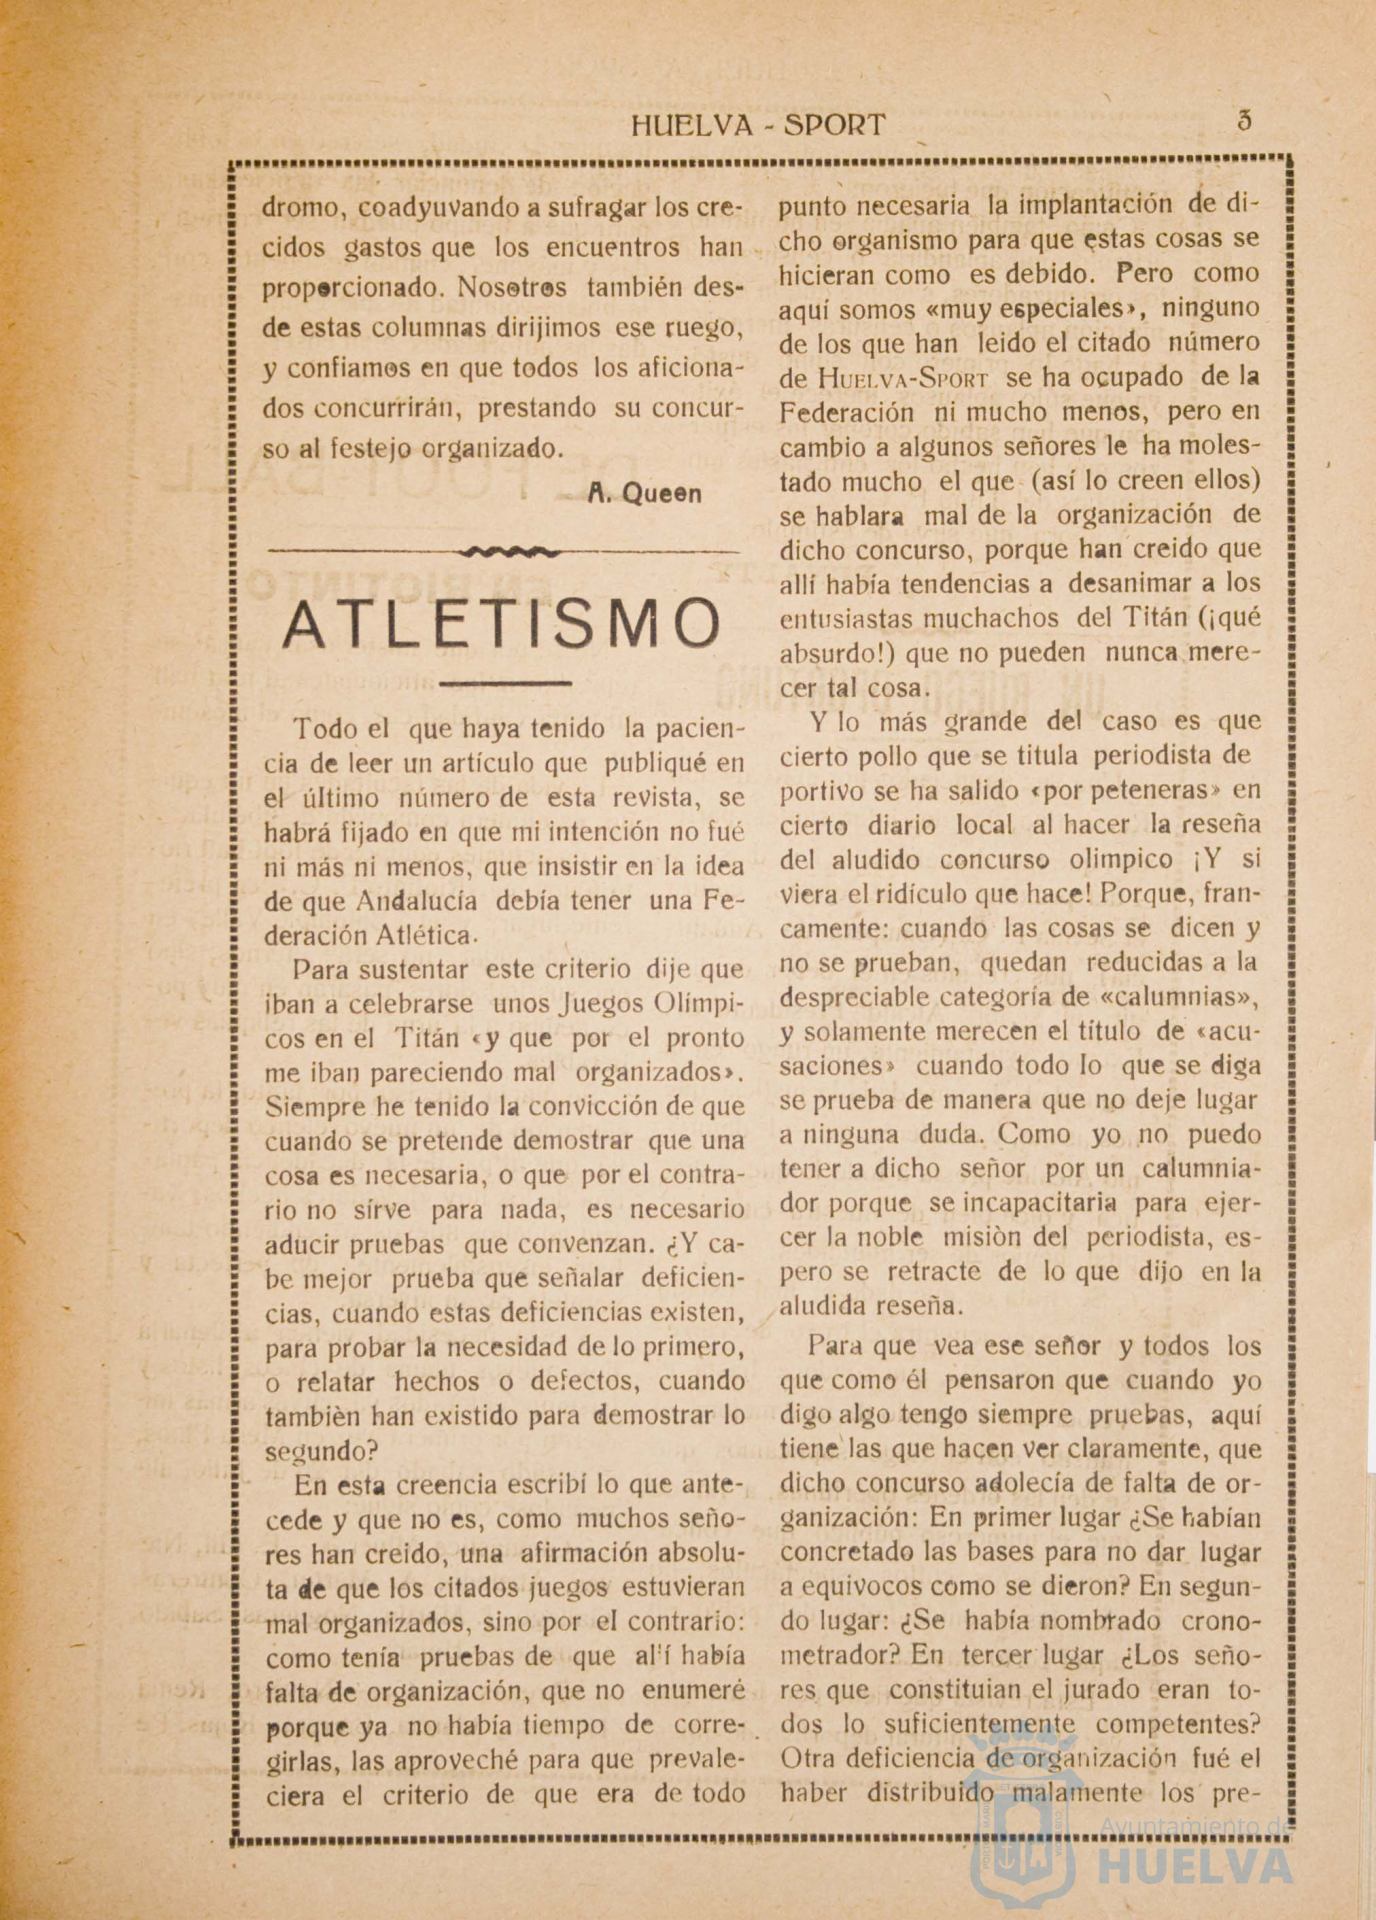 HUELVA - SPORT
3
dromo, coadyuvando a sufragar los cre-
cidos gastos que los encuentros han
proporcionado. Nosotros también des-
de estas columnas dirijimos ese ruego,
y confiamos en que todos los aficiona-
dos concurrirán, prestando su concur-
so al festejo organizado.
A. Queen
ATLETISMO
Todo el que haya tenido la pacien-
cia de leer un artículo que publiqué en
el último número de esta revista, se
habrá fijado en que mi intención no fué
ni más ni menos, que insistir en la idea
de que Andalucía debía tener una Fe-
deración Atlética.
Para sustentar este criterio dije que
iban a celebrarse unos Juegos Olímpi-
cos en el Titán «y que por el pronto
me iban pareciendo mal organizados».
Siempre he tenido la convicción de que
cuando se pretende demostrar que una
cosa es necesaria, o que por el contra-
rio no sírve para nada, es necesario
aducir pruebas que convenzan. ¿Y ca-
be mejor prueba que señalar deficien-
cias, cuando estas deficiencias existen,
para probar la necesidad de lo primero,
o relatar hechos o defectos, cuando
tambièn han existido para demostrar lo
segundo?
En esta creencia escribí lo que ante-
cede y que no es, como muchos seño-
res han creido, una afirmación absolu-
ta de que los citados juegos estuvieran
mal organizados, sino por el contrario:
como tenía pruebas de que allí había
falta de organización, que no enumeré
porque ya no había tiempo de corre-
girlas, las aproveché para que prevale-
ciera el criterio de que era de todo
punto necesaria la implantación de di-
cho organismo para que estas cosas se
hicieran como es debido. Pero como
aquí somos «muy especiales», ninguno
de los que han leido el citado número
de HUELVA-SPORT se ha ocupado de la
Federación ni mucho menos, pero en
cambio a algunos señores le ha moles-
tado mucho el que (así lo creen ellos)
se hablara mal de la organización de
dicho concurso, porque han creido que
allí había tendencias a desanimar a los
entusiastas muchachos del Titán (¡qué
absurdo!) que no pueden nunca mere-
cer tal cosa.
Y lo más grande del caso es que
cierto pollo que se titula periodista de
portivo se ha salido «por peteneras» en
cierto diario local al hacer la reseña
del aludido concurso olimpico ¡Y si
viera el ridículo que hace! Porque, fran-
camente: cuando las cosas se dicen y
no se prueban, quedan reducidas a la
despreciable categoría de «calumnias»,
y solamente merecen el título de «acu-
saciones» cuando todo lo que se diga
se prueba de manera que no deje lugar
a ninguna duda. Como yo no puedo
tener a dicho señor por un calumnia-
dor porque se incapacitaria para ejer-
cer la noble misiòn del periodista, es-
pero se retracte de lo que dijo en la
aludida reseña.
Para que vea ese señor y todos los
que como él pensaron que cuando yo
digo algo tengo siempre pruebas, aquí
tiene las que hacen ver claramente, que
dicho concurso adolecía de falta de or-
ganización: En primer lugar ¿Se habían
concretado las bases para no dar lugar
a equivocos como se dieron? En segun-
do lugar: ¿Se había nombrado crono-
metrador? En tercer lugar ¿Los seño-
res que constituian el jurado eran to-
dos lo suficientemente competentes?
Otra deficiencia de organización fué el
haber distribuido malamente los pre-
Ayuntamiento de
HUELVA